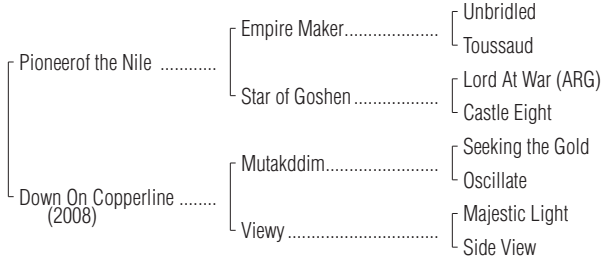 Unbridled
Empire Maker.....................
Toussaud
Pioneerof the Nile ............
Lord At War (ARG)
Star of Goshen...................
Castle Eight
Seeking the Gold
Mutakddim.........................
Oscillate
Down On Copperline ........
(2008)
Majestic Light
Viewy.................................
Side View